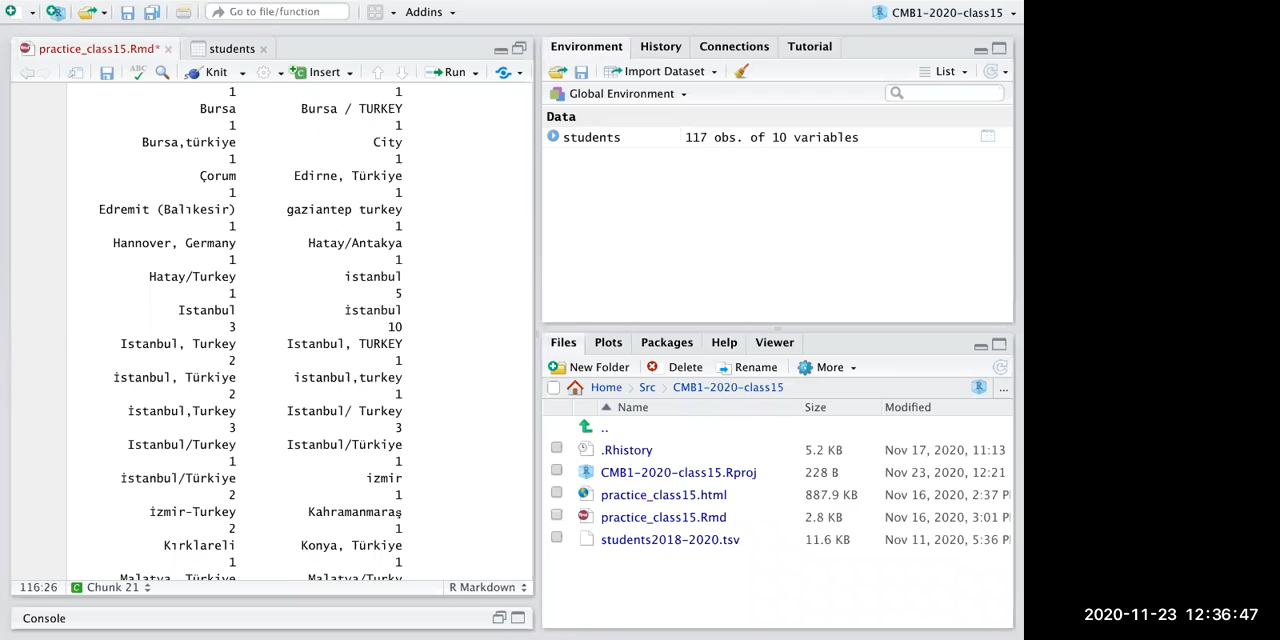 Go to file/function
Addins
CMB1-2020-class15
practice_class15.Rmd*
students
ABC
Knit
Insert
Run
1 1
Bursa Bursa / TURKEY
1 1
Bursa,türkiye City
1 1
Çorum Edirne, Türkiye
1 1
Edremit (Balıkesir) gaziantep turkey
1 1
Hannover, Germany Hatay/Antakya
1 1
Hatay/Turkey istanbul
1 5
Istanbul İstanbul
3 10
Istanbul, Turkey Istanbul, TURKEY
2 1
İstanbul, Türkiye istanbul,turkey
2 1
İstanbul,Turkey Istanbul/ Turkey
3 3
Istanbul/Turkey Istanbul/Türkiye
1 1
İstanbul/Türkiye izmir
2 1
İzmir-Turkey Kahramanmaraş
2 1
Kırklareli Konya, Türkiye
1 1
Malatya, Türkiye Malatya/Turky
116:26 Chunk 21 R Markdown
Console
Environment History Connections Tutorial
Import Dataset List
Global Environment
Data
students 117 obs. of 10 variables
Files Plots Packages Help Viewer
New Folder Delete Rename More
Home Src CMB1-2020-class15 ...
Name Size Modified
..
.Rhistory 5.2 KB Nov 17, 2020, 11:13
CMB1-2020-class15.Rproj 228 B Nov 23, 2020, 12:21
practice_class15.html 887.9 KB Nov 16, 2020, 2:37 P
practice_class15.Rmd 2.8 KB Nov 16, 2020, 3:01 P
students2018-2020.tsv 11.6 KB Nov 11, 2020, 5:36 P
2020-11-23 12:36:47